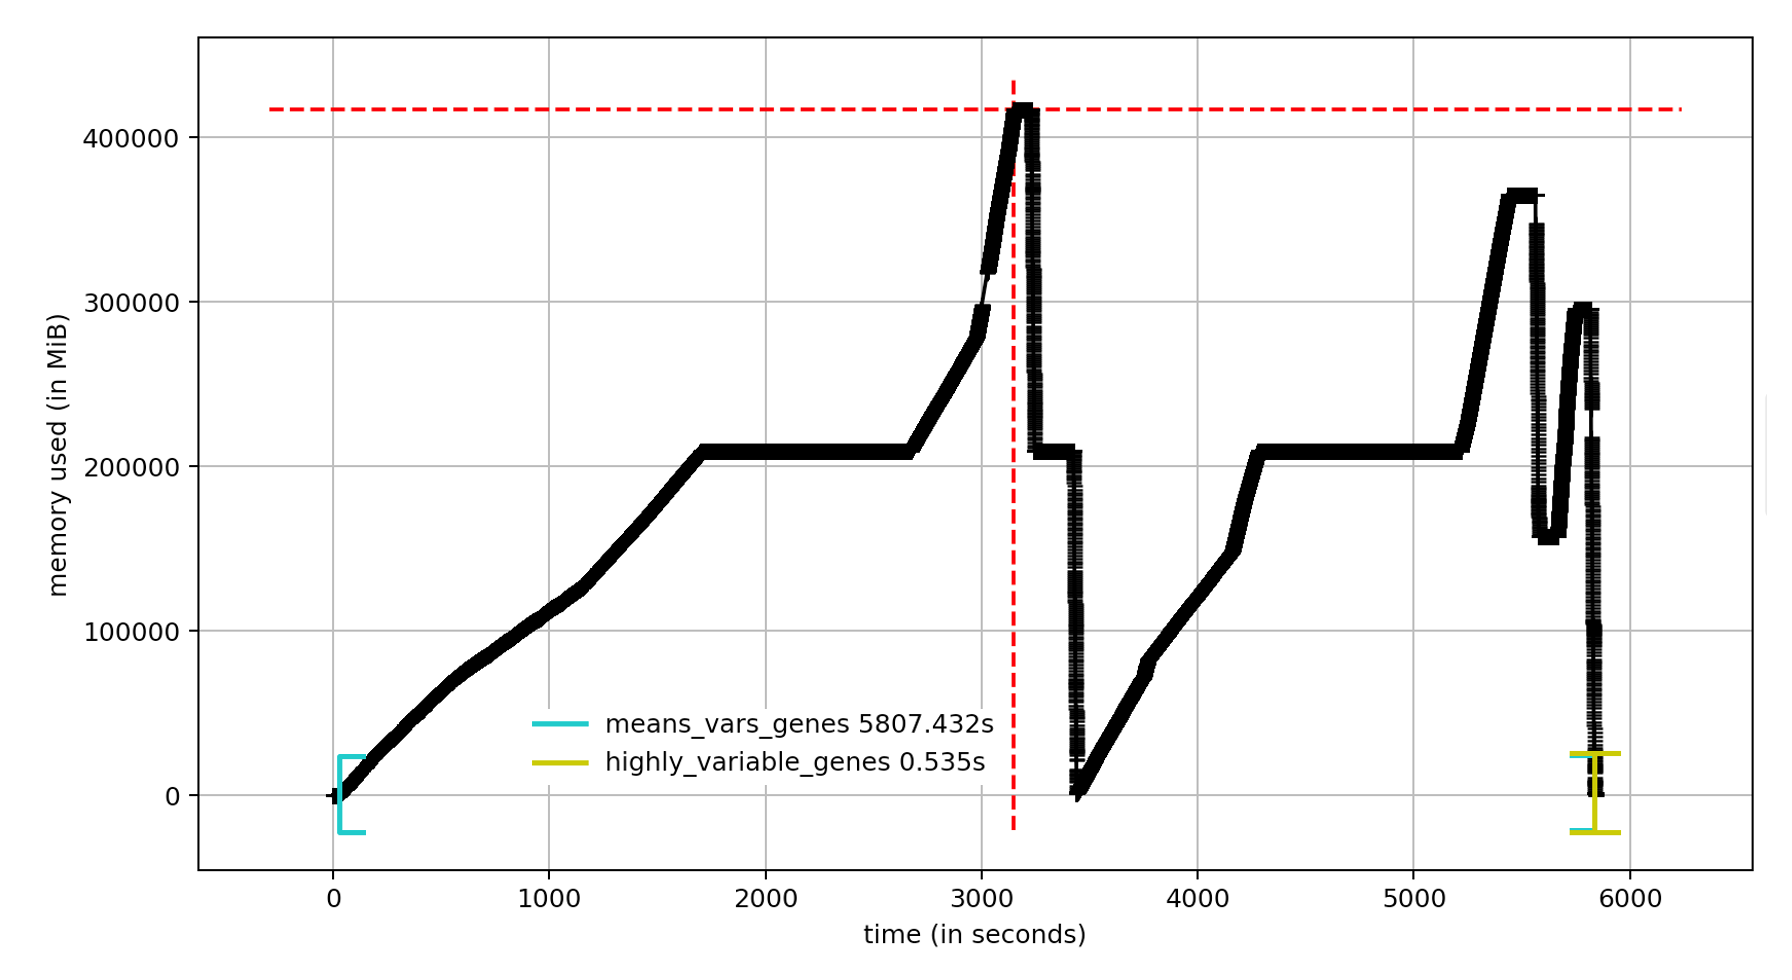 400000
300000
200000
100000
0
memory used (in MiB)
means_vars_genes 5807.432s
highly_variable_genes 0.535s
0 1000 2000 3000 4000 5000 6000
time (in seconds)